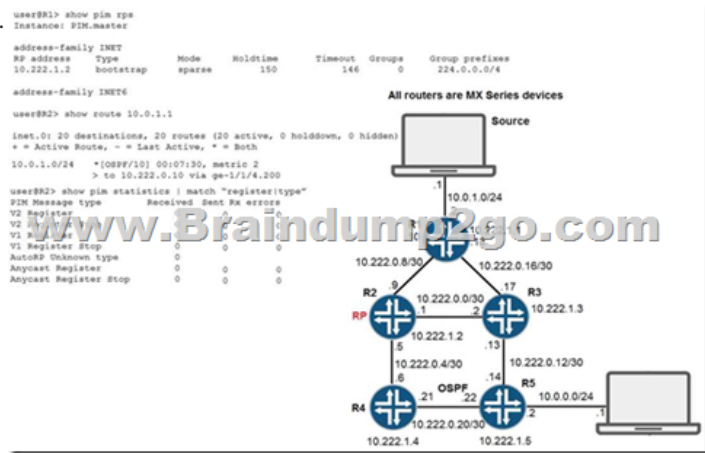 user@R1> show pim rps
Instance: PIM.master
address-family INET
RP address Type Mode Holdtime Timeout Groups Group prefixes
10.222.1.2 bootstrap sparse 150 146 0 224.0.0.0/4
address-family INET6
user@R2> show route 10.0.1.1
inet.0: 20 destinations, 20 routes (20 active, 0 holddown, 0 hidden)
+ = Active Route, - = Last Active, * = Both
10.0.1.0/24 *[OSPF/10] 00:07:30, metric 2
> to 10.222.0.10 via ge-1/1/4.200
user@R2> show pim statistics | match "register|type"
PIM Message type Received Sent Rx errors
V2 Register 0
V2
V1
V1 Register Stop 0 0 0
AutoRP Unknown type 0
Anycast Register 0 0 0
Anycast Register Stop 0 0 0
www.Braindump2go.com
All routers are MX Series devices
Source
.1
10.0.1.0/24
10.222.0.8/30
10.222.0.16/30
.9
.17
R2
R3
RP
.1
10.222.0.0/30
.2
10.222.1.3
10.222.1.2
.5
.13
10.222.0.4/30
10.222.0.12/30
.6
.14
OSPF
R5
R4
.21
.22
10.0.0.0/24
.2
.1
10.222.0.20/30
10.222.1.4
10.222.1.5